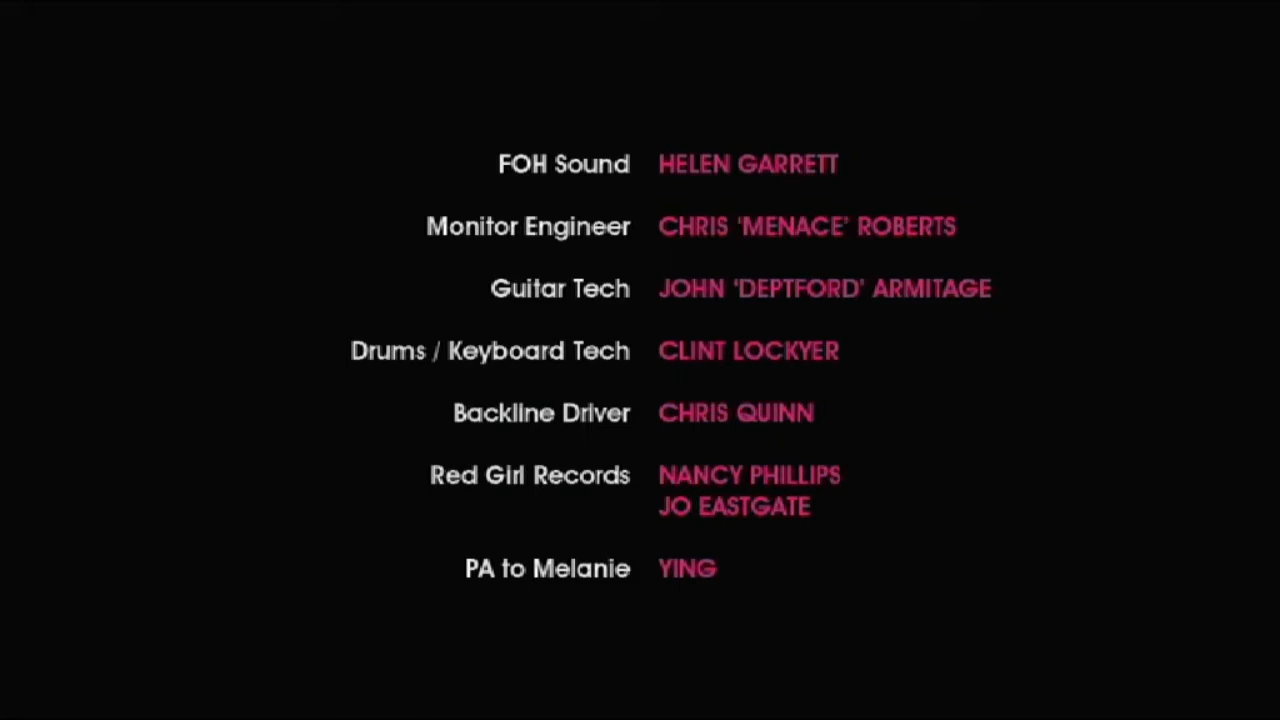 FOH Sound HELEN GARRETT
Monitor Engineer CHRIS 'MENACE' ROBERTS
Guitar Tech JOHN 'DEPTFORD' ARMITAGE
Drums / Keyboard Tech CLINT LOCKYER
Backline Driver CHRIS QUINN
Red Girl Records NANCY PHILLIPS
JO EASTGATE
PA to Melanie YING